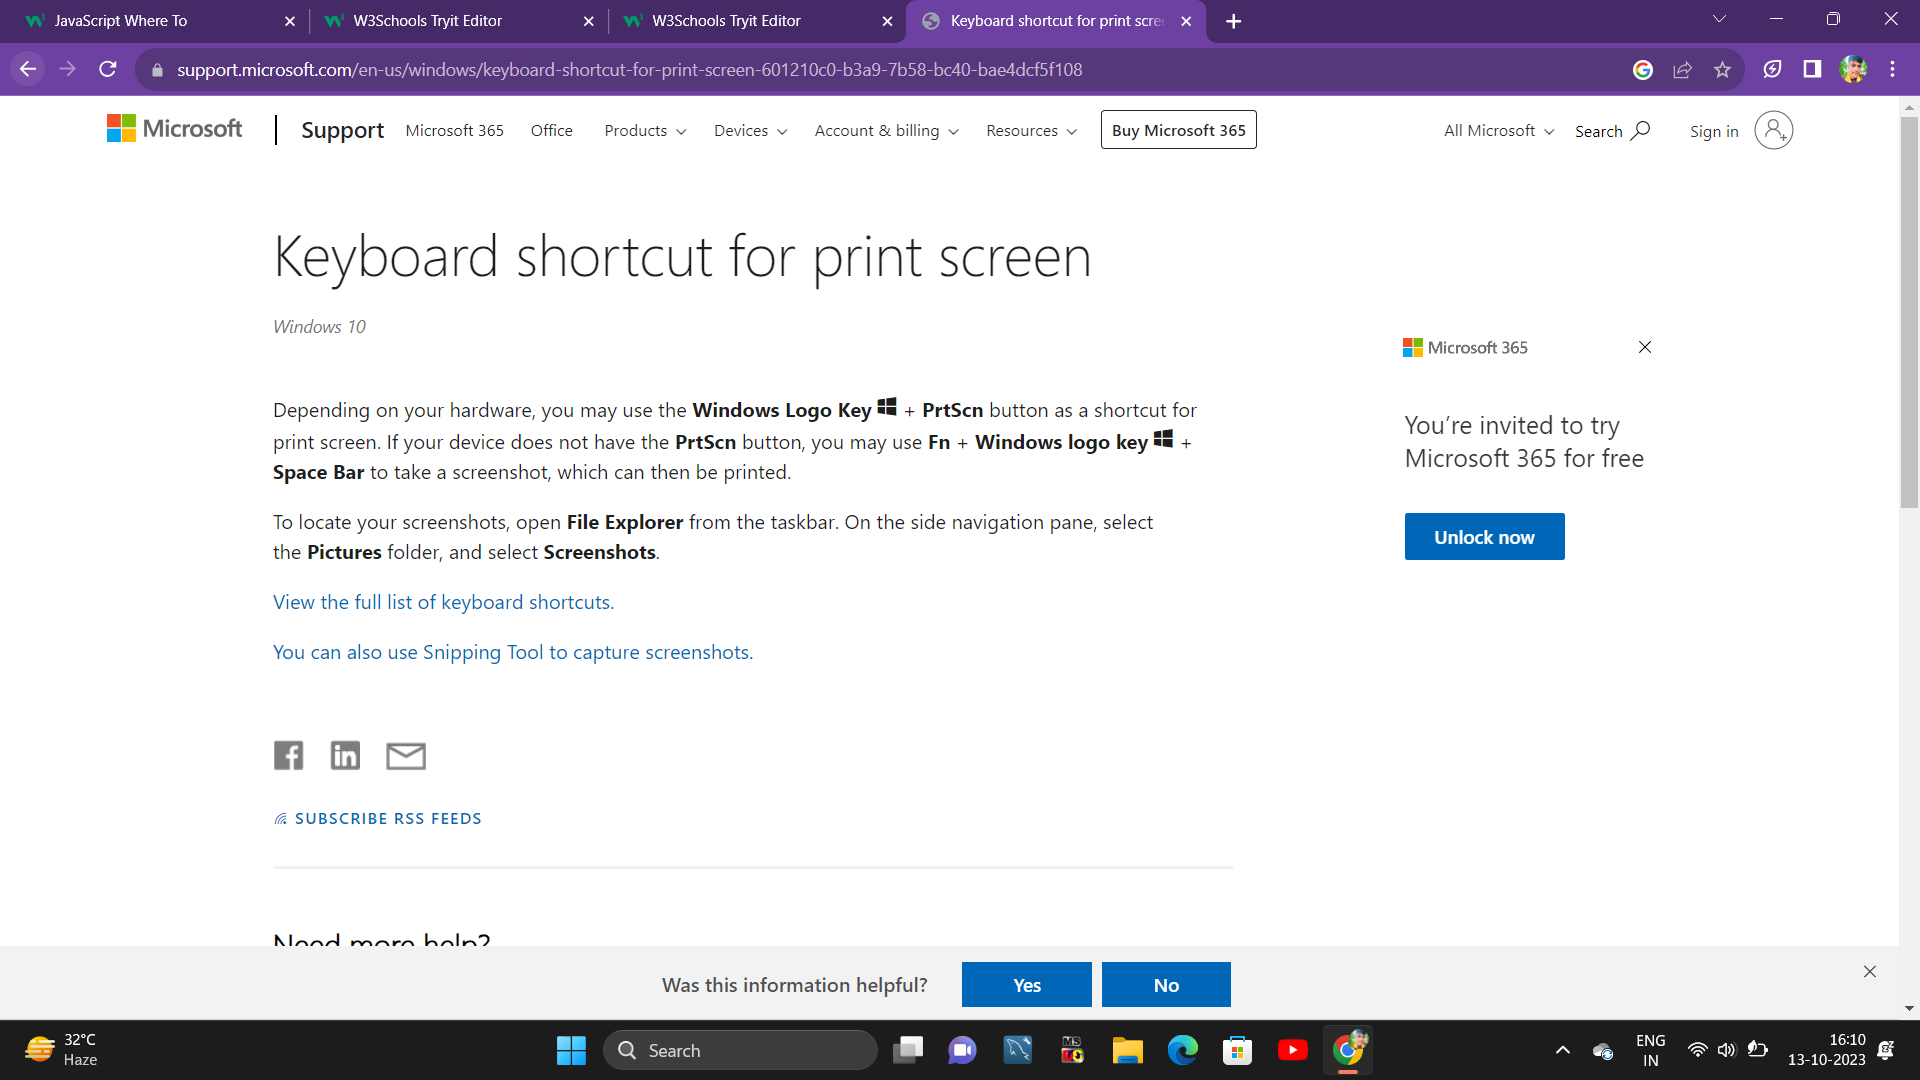 JavaScript Where To
W3Schools Tryit Editor
W3Schools Tryit Editor
Keyboard shortcut for print scre
support.microsoft.com/en-us/windows/keyboard-shortcut-for-print-screen-601210c0-b3a9-7b58-bc40-bae4dcf5f108
Microsoft
Support
Microsoft 365
Office
Products
Devices
Account & billing
Resources
Buy Microsoft 365
All Microsoft
Search
Sign in
Keyboard shortcut for print screen
Windows 10
Depending on your hardware, you may use the Windows Logo Key + PrtScn button as a shortcut for
print screen. If your device does not have the PrtScn button, you may use Fn + Windows logo key +
Space Bar to take a screenshot, which can then be printed.
To locate your screenshots, open File Explorer from the taskbar. On the side navigation pane, select
the Pictures folder, and select Screenshots.
View the full list of keyboard shortcuts.
You can also use Snipping Tool to capture screenshots.
SUBSCRIBE RSS FEEDS
Microsoft 365
You’re invited to try
Microsoft 365 for free
Unlock now
Need more help?
Was this information helpful?
Yes
No
32°C
Haze
Search
ENG
IN
16:10
13-10-2023